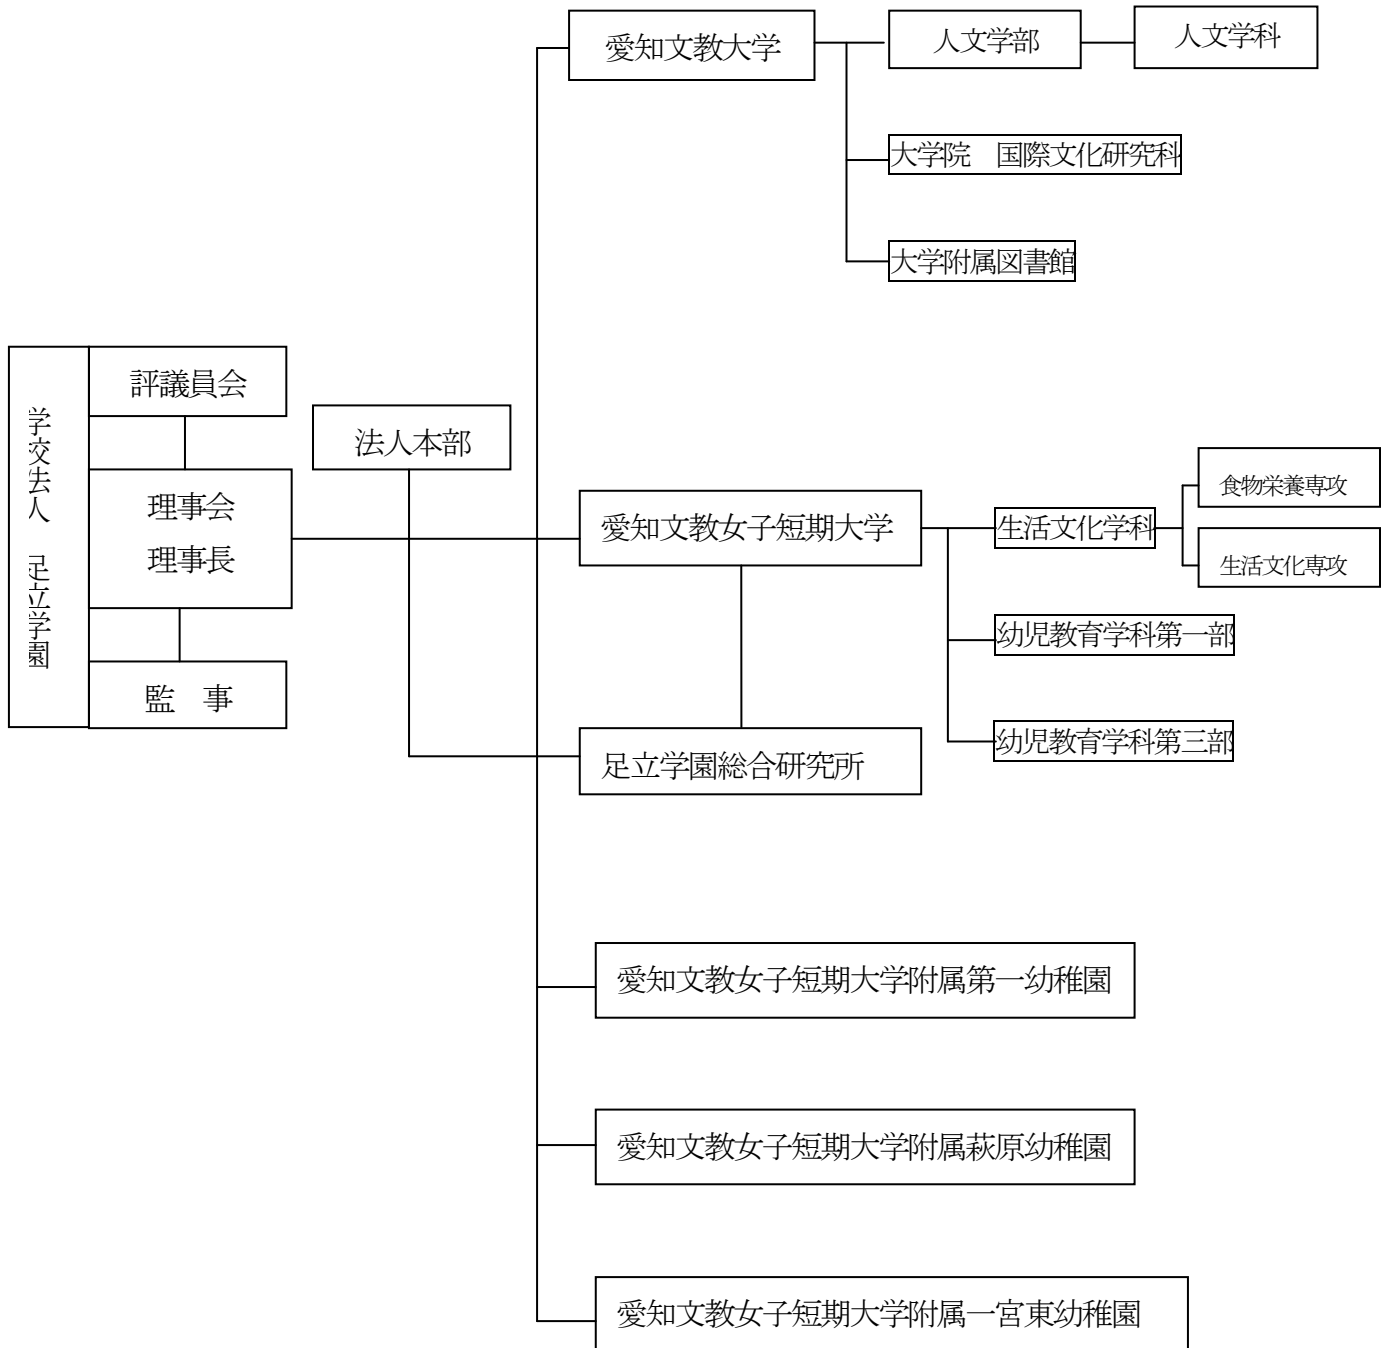 愛知文教大学
人文学部
人文学科
大学院　国際文化研究科
大学附属図書館
学校法人　足立学園
評議員会
理事会
理事長
監　事
法人本部
愛知文教女子短期大学
生活文化学科
食物栄養専攻
生活文化専攻
幼児教育学科第一部
幼児教育学科第三部
足立学園総合研究所
愛知文教女子短期大学附属第一幼稚園
愛知文教女子短期大学附属萩原幼稚園
愛知文教女子短期大学附属一宮東幼稚園